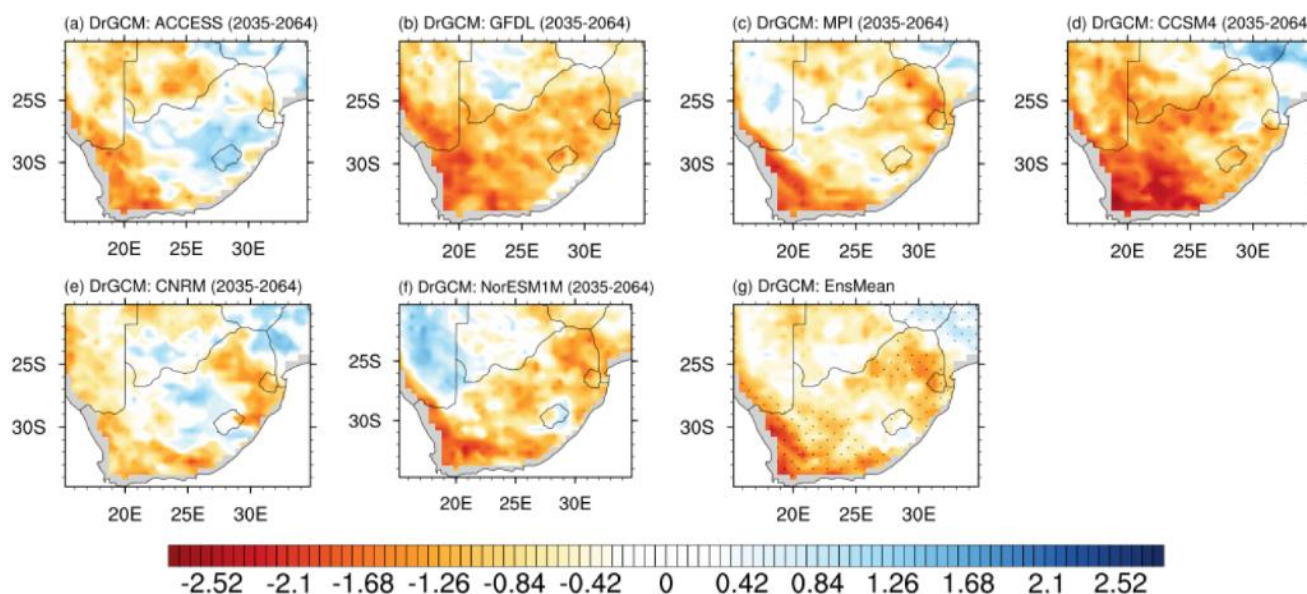 (a) DrGCM: ACCESS (2035-2064) (b) DrGCM: GFDL (2035-2064) (c) DrGCM: MPI (2035-2064) (d) DrGCM: CCSM4 (2035-2064)
25S 25S 25S 25S
30S 30S 30S 30S
20E 25E 30E 20E 25E 30E 20E 25E 30E 20E 25E 30E
(e) DrGCM: CNRM (2035-2064) (f) DrGCM: NorESM1M (2035-2064) (g) DrGCM: EnsMean
25S 25S 25S
30S 30S 30S
20E 25E 30E 20E 25E 30E 20E 25E 30E
-2.52 -2.1 -1.68 -1.26 -0.84 -0.42 0 0.42 0.84 1.26 1.68 2.1 2.52